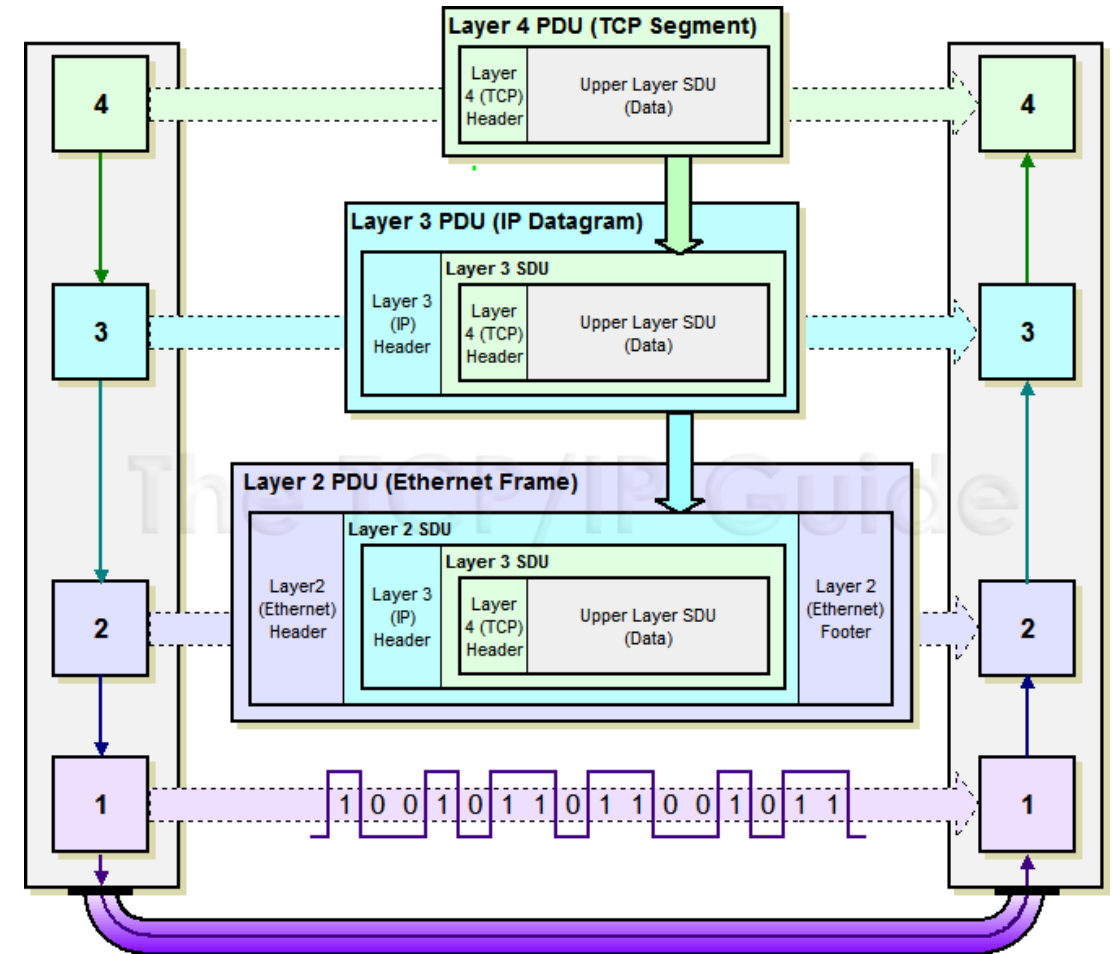 Layer 4 PDU (TCP Segment)
4
Layer
4 (TCP)
Header
Upper Layer SDU
(Data)
4
Layer 3 PDU (IP Datagram)
Layer 3 SDU
3
Layer 3
(IP)
Header
Layer
4 (TCP)
Header
Upper Layer SDU
(Data)
3
The TCP/IP Guide
Layer 2 PDU (Ethernet Frame)
Layer 2 SDU
Layer 3 SDU
2
Layer2
(Ethernet)
Header
Layer 3
(IP)
Header
Layer
4 (TCP)
Header
Upper Layer SDU
(Data)
Layer 2
(Ethernet)
Footer
2
1
1 0 0 1 0 1 1 0 1 1 0 0 1 0 1 1
1